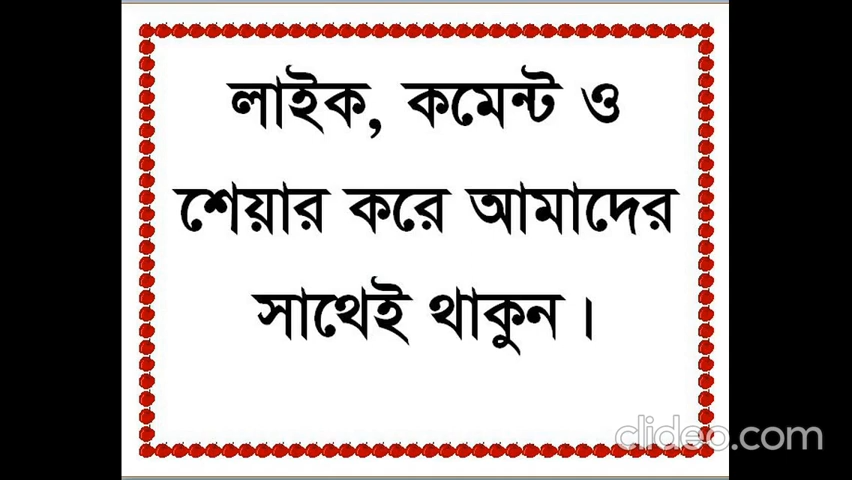 লাইক, কমেন্ট ও
শেয়ার করে আমাদের
সাথেই থাকুন।
clideo.com